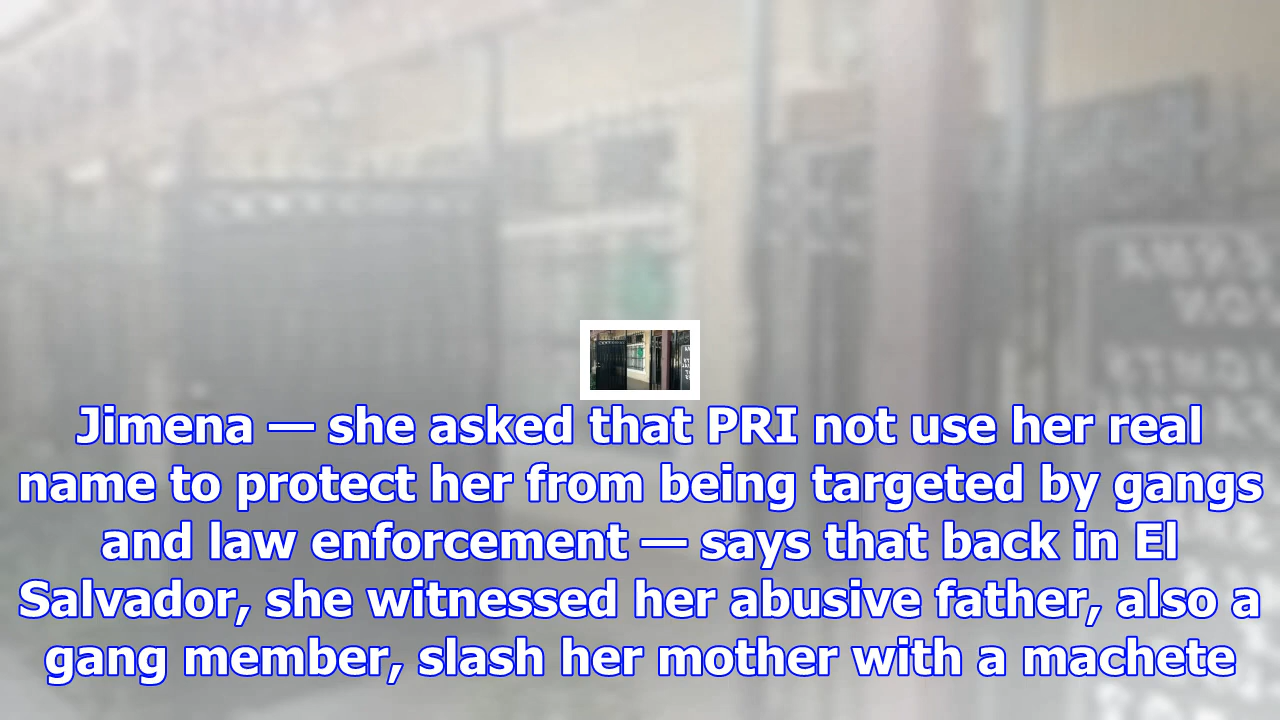 Jimena — she asked that PRI not use her real
name to protect her from being targeted by gangs
and law enforcement — says that back in El
Salvador, she witnessed her abusive father, also a
gang member, slash her mother with a machete